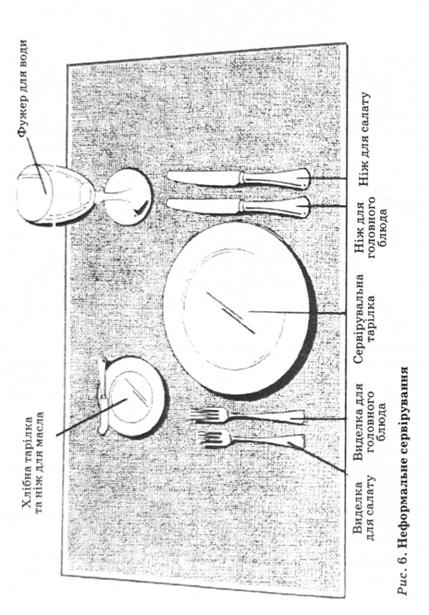 Хлібна тарілка
та ніж для масла
Фужер для води
Виделка
для салату
Виделка для
головного
блюда
Сервірувальна
тарілка
Ніж для
головного
блюда
Ніж для салату
Рис. 6. Неформальне сервірування